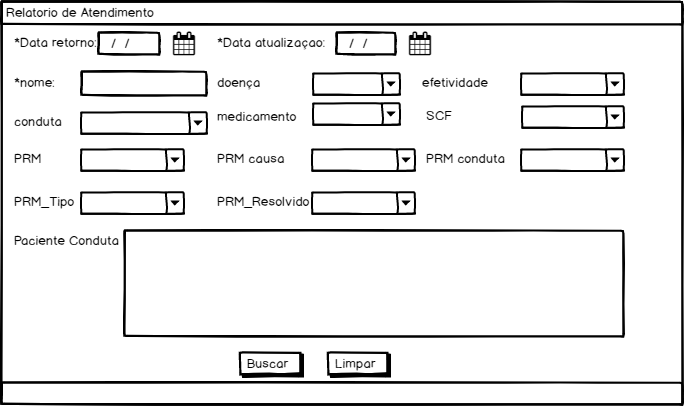 Relatorio de Atendimento
*Data retorno: / / *Data atualizaçao: / /
*nome: doença efetividade
conduta medicamento SCF
PRM PRM causa PRM conduta
PRM_Tipo PRM_Resolvido
Paciente Conduta
Buscar Limpar